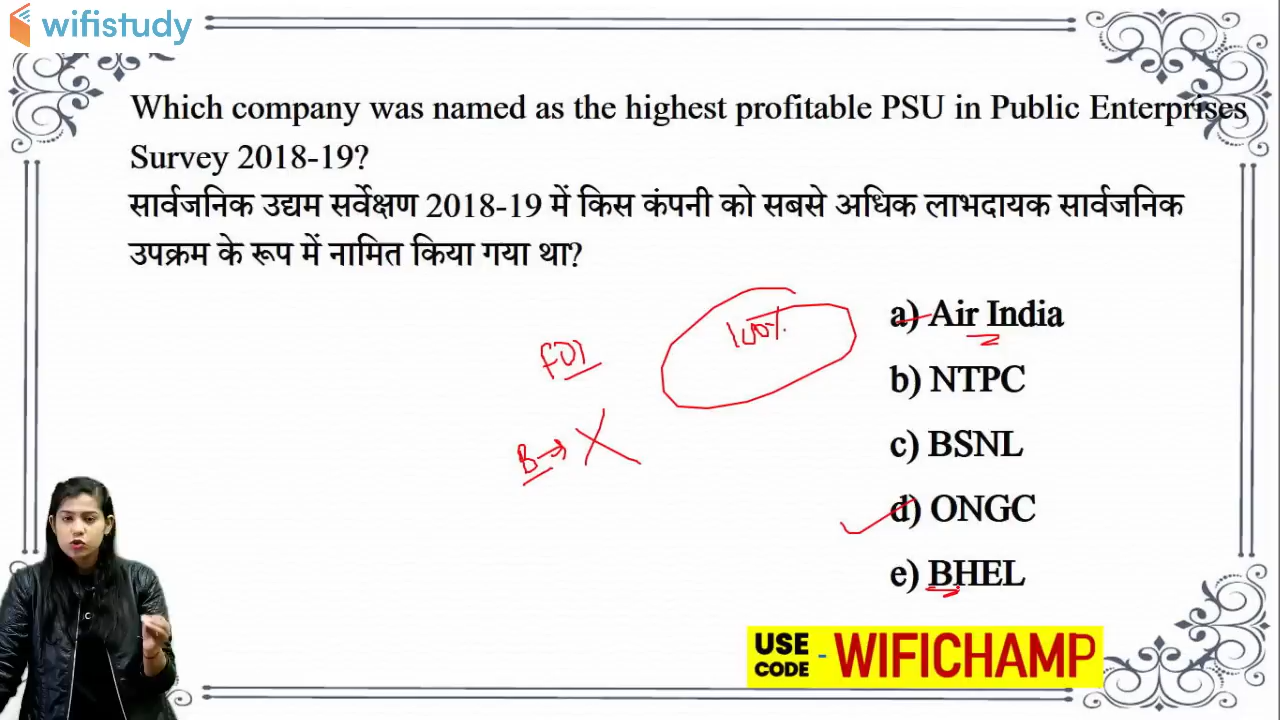 wifistudy
Which company was named as the highest profitable PSU in Public Enterprises
Survey 2018-19?
सार्वजनिक उद्यम सर्वेक्षण 2018-19 में किस कंपनी को सबसे अधिक लाभदायक सार्वजनिक
उपक्रम के रूप में नामित किया गया था?
a) Air India
100%
FDI
b) NTPC
B→
c) BSNL
d) ONGC
e) BHEL
USE CODE - WIFICHAMP